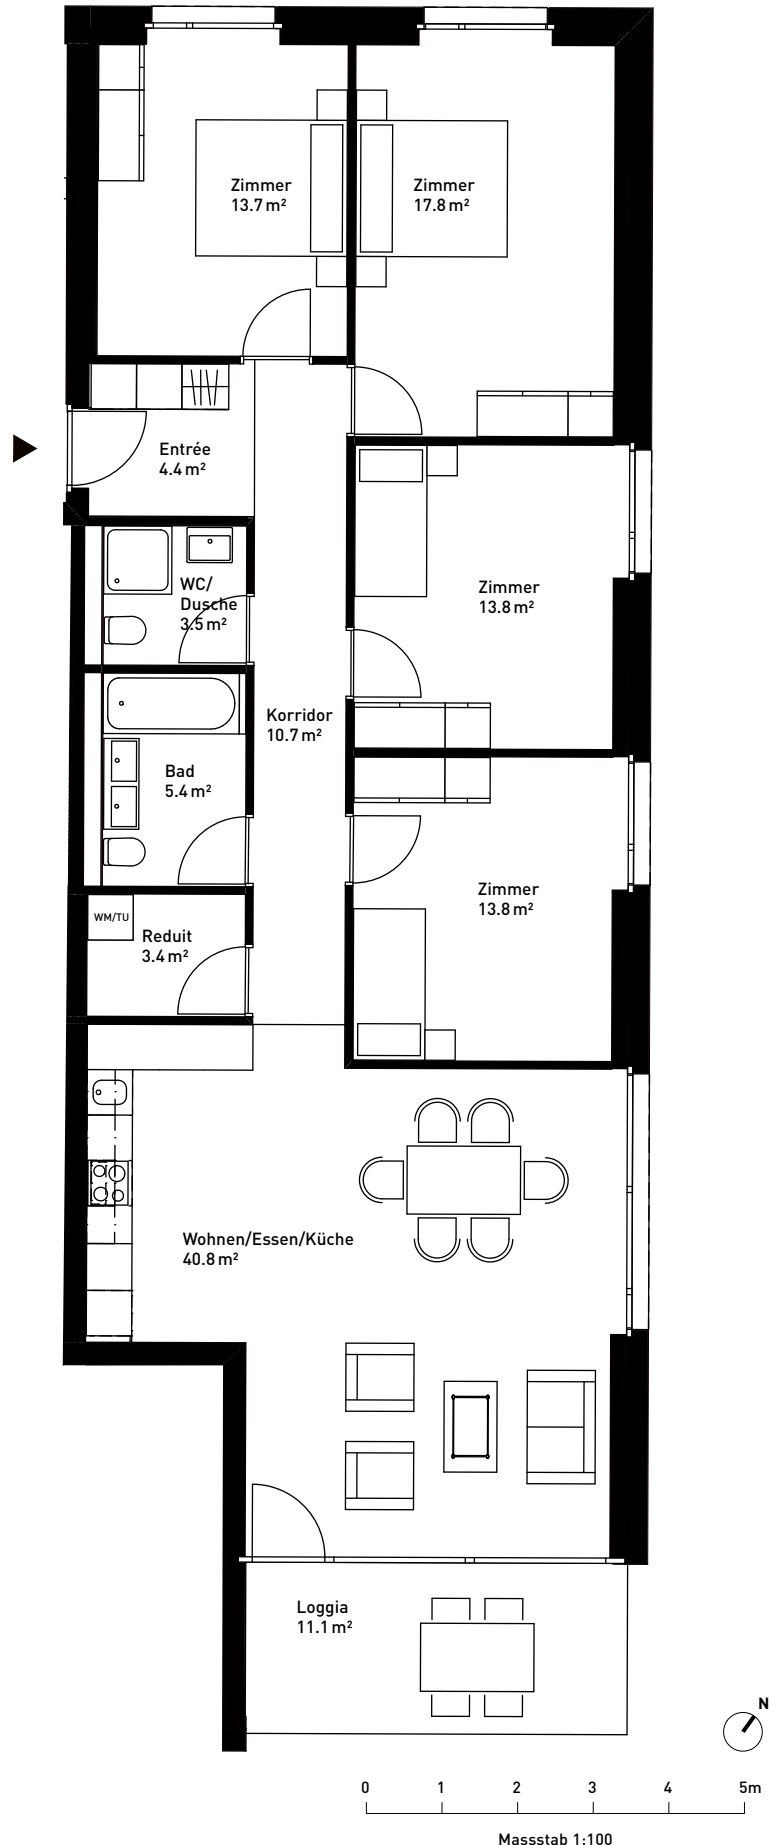 Zimmer
13.7 m²
Zimmer
17.8 m²
Entrée
4.4 m²
WC/
Dusche
3.5 m²
Zimmer
13.8 m²
Korridor
10.7 m²
Bad
5.4 m²
Zimmer
13.8 m²
WM/TU
Reduit
3.4 m²
Wohnen/Essen/Küche
40.8 m²
Loggia
11.1 m²
N
0 1 2 3 4 5m
Massstab 1:100